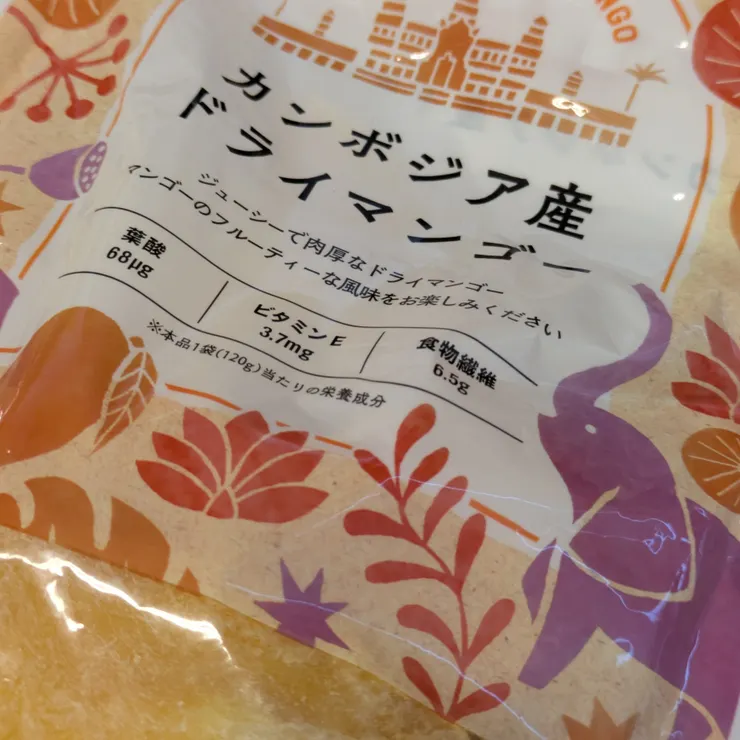 カンボジア産
ドライマンゴー
ジューシーで肉厚なドライマンゴー
マンゴーのフルーティーな風味をお楽しみください
葉酸
68μg
ビタミンE
3.7mg
食物繊維
6.5g
※本品1袋(120g)当たりの栄養成分